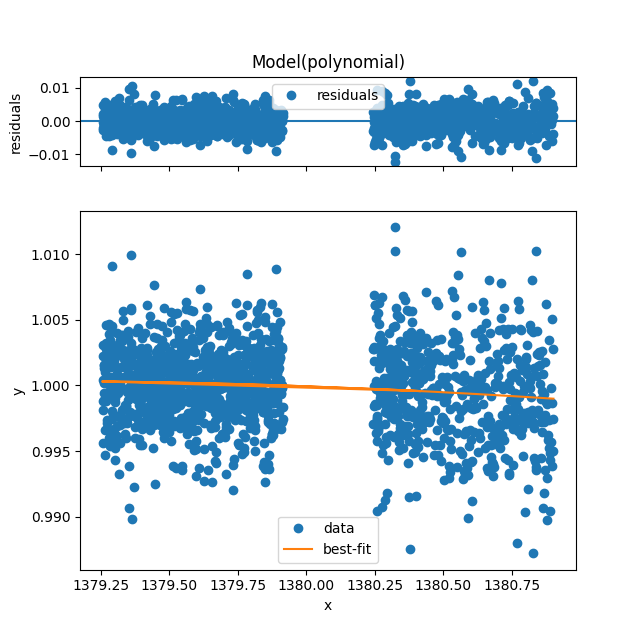 Model(polynomial)
residuals
0.01
0.00
−0.01
residuals
y
1.010
1.005
1.000
0.995
0.990
data
best-fit
1379.25 1379.50 1379.75 1380.00 1380.25 1380.50 1380.75
x